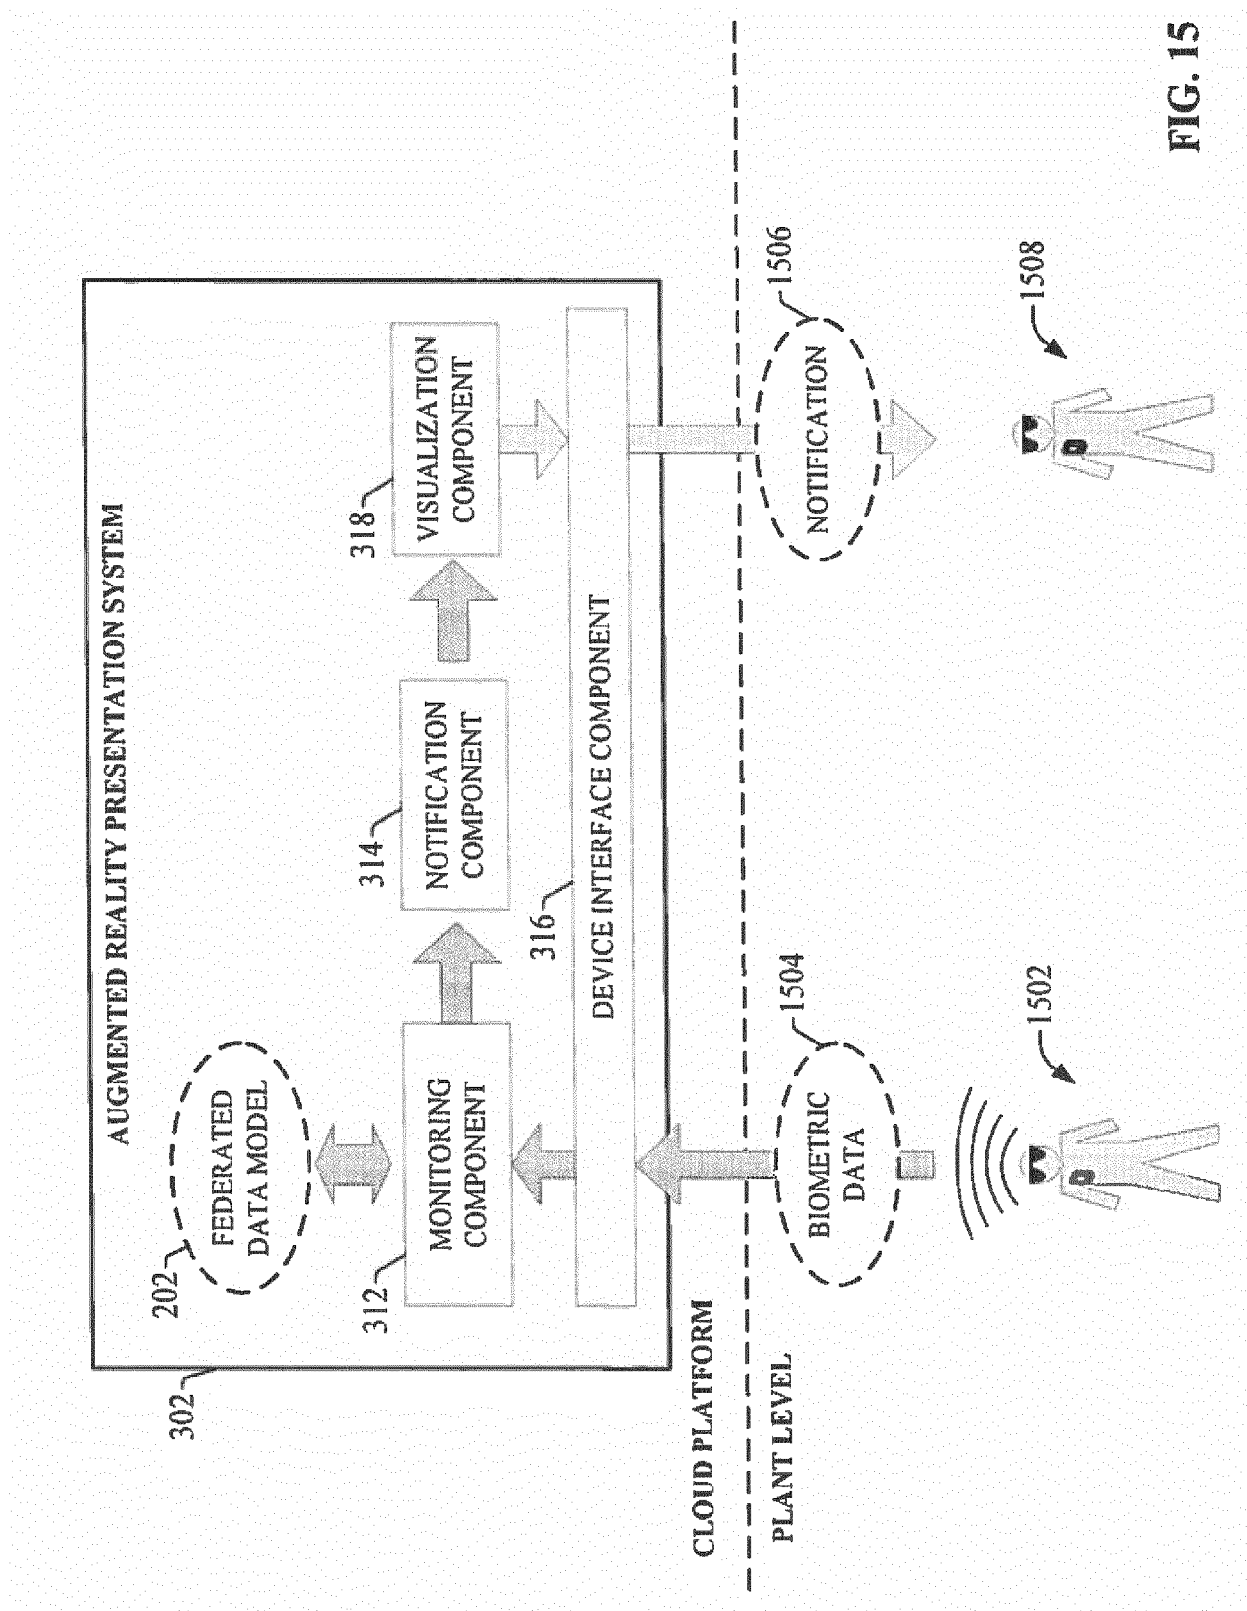 AUGMENTED REALITY PRESENTATION SYSTEM
302
202
FEDERATED
DATA MODEL
312
MONITORING
COMPONENT
314
NOTIFICATION
COMPONENT
318
VISUALIZATION
COMPONENT
316
DEVICE INTERFACE COMPONENT
CLOUD PLATFORM
PLANT LEVEL
1504
BIOMETRIC
DATA
1506
NOTIFICATION
1502
1508
FIG. 15